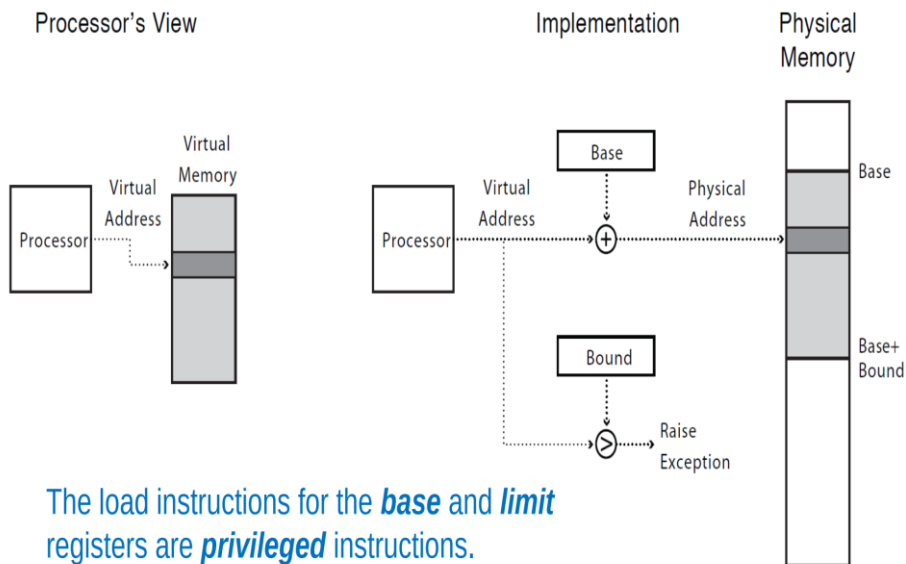 Processor's View
Implementation
Physical
Memory
Virtual
Memory
Virtual
Address
Processor
Base
Virtual
Address
Physical
Address
Processor
+
Base
Bound
Base+
Bound
>
Raise
Exception
The load instructions for the base and limit
registers are privileged instructions.